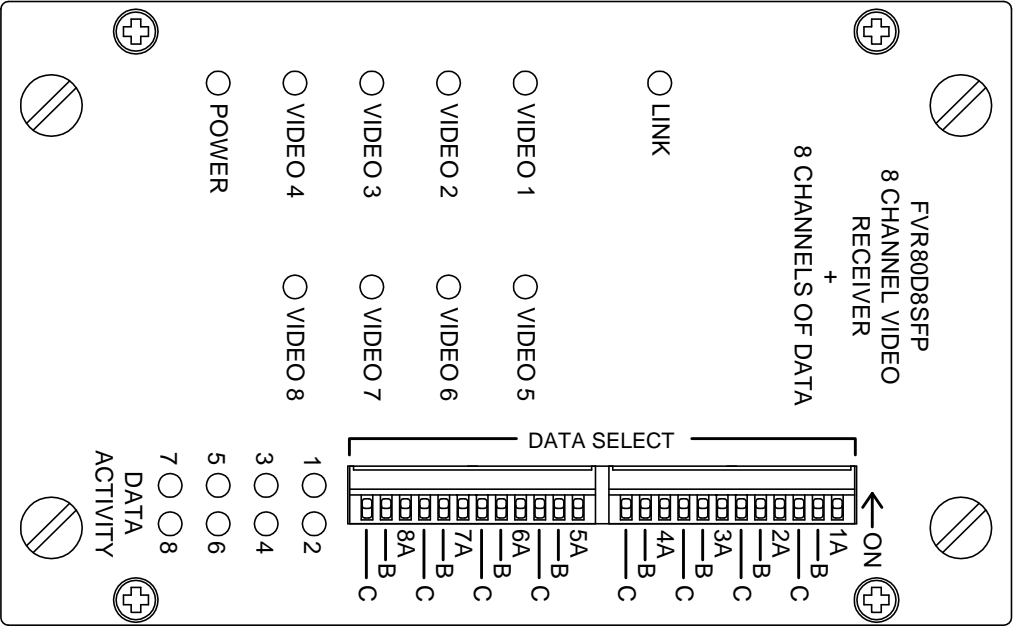 FVR80D8SFP
8 CHANNEL VIDEO
RECEIVER
+
8 CHANNELS OF DATA
LINK
VIDEO 1
VIDEO 5
VIDEO 2
VIDEO 6
VIDEO 3
VIDEO 7
VIDEO 4
VIDEO 8
POWER
DATA SELECT
ON
1A
B
C
2A
B
C
3A
B
C
4A
B
C
5A
B
C
6A
B
C
7A
B
C
8A
B
C
1 2
3 4
5 6
7 8
DATA
ACTIVITY